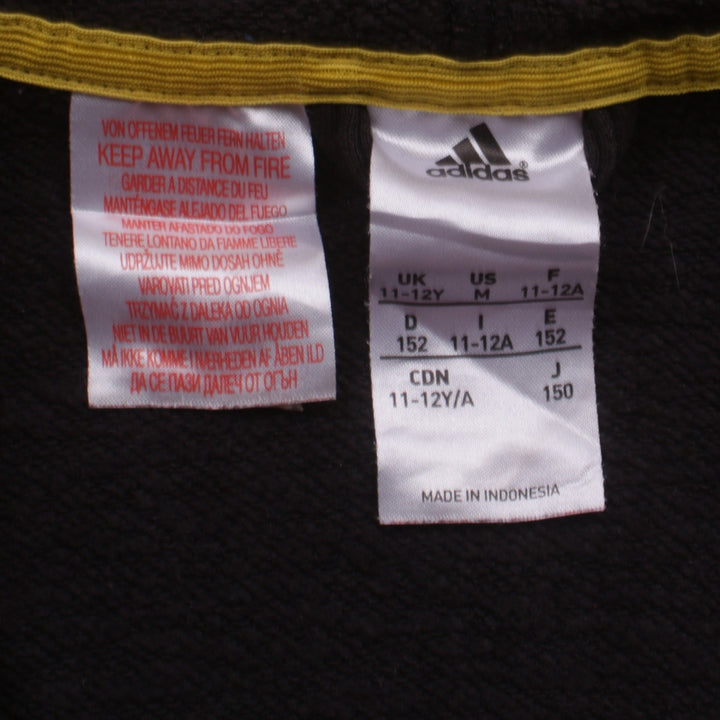 VON OFFENEM FEUER FERN HALTEN
KEEP AWAY FROM FIRE
GARDER A DISTANCE DU FEU
MANTÉNGASE ALEJADO DEL FUEGO
MANTER AFASTADO DO FOGO
TENERE LONTANO DA FIAMME LIBERE
UDRŽUJTE MIMO DOSAH OHNĚ
VAROVATI PRED OGNJEM
TRZYMAĆ Z DALEKA OD OGNIA
NIET IN DE BUURT VAN VUUR HOUDEN
MÅ IKKE KOMME I NÆRHEDEN AF ÅBEN ILD
ДА СЕ ПАЗИ ДАЛЕЧ ОТ ОГЪН
adidas®
UK US F
11-12Y M 11-12A
D I E
152 11-12A 152
CDN J
11-12Y/A 150
MADE IN INDONESIA